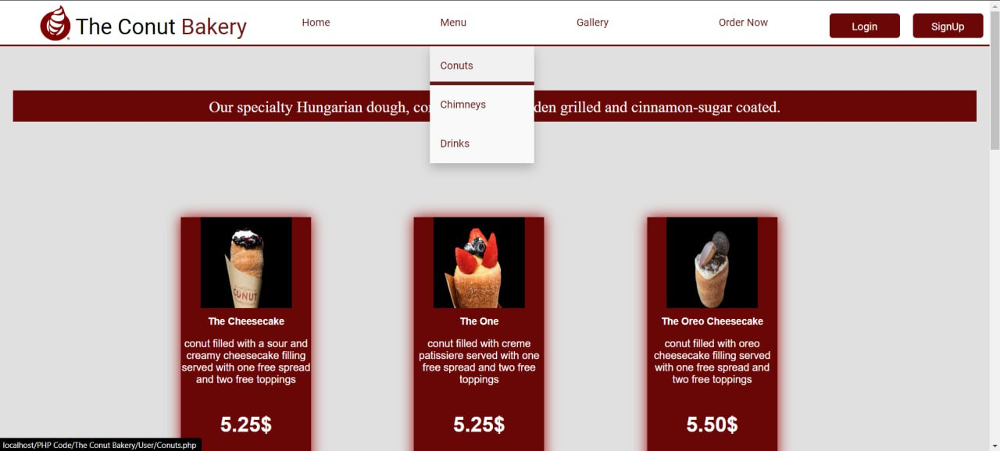 The Conut Bakery
Home
Menu
Gallery
Order Now
Login
SignUp
Conuts
Chimneys
Drinks
Our specialty Hungarian dough, co den grilled and cinnamon-sugar coated.
CONUT
The Cheesecake
conut filled with a sour and
creamy cheesecake filling
served with one free spread
and two free toppings
5.25$
The One
conut filled with creme
patissiere served with one
free spread and two free
toppings
5.25$
The Oreo Cheesecake
conut filled with oreo
cheesecake filling served
with one free spread and
two free toppings
5.50$
localhost/PHP Code/The Conut Bakery/User/Conuts.php